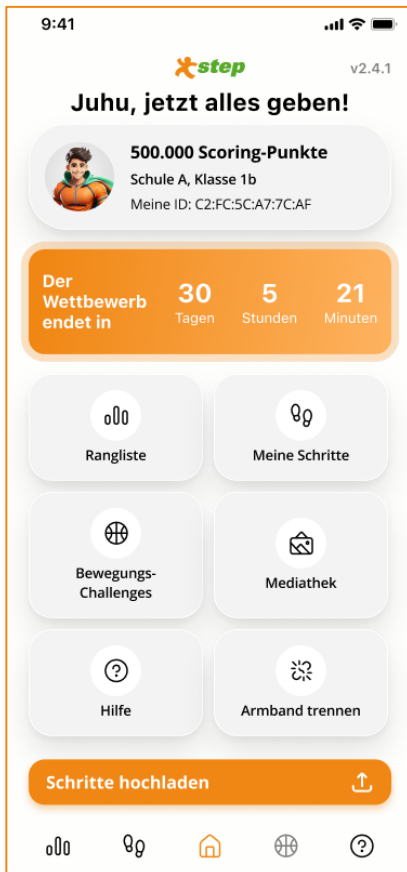 9:41
step
v2.4.1
Juhu, jetzt alles geben!
500.000 Scoring-Punkte
Schule A, Klasse 1b
Meine ID: C2:FC:5C:A7:7C:AF
Der
Wettbewerb
endet in
30
Tagen
5
Stunden
21
Minuten
Rangliste
Meine Schritte
Bewegungs-
Challenges
Mediathek
Hilfe
Armband trennen
Schritte hochladen